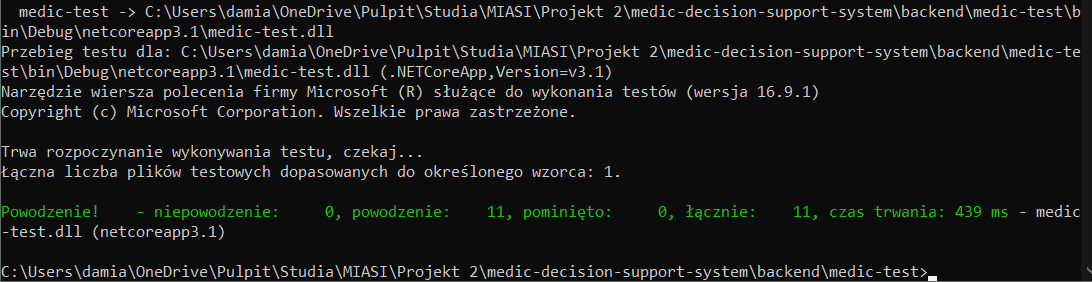 medic-test -> C:\Users\damia\OneDrive\Pulpit\Studia\MIASI\Projekt 2\medic-decision-support-system\backend\medic-test\b
in\Debug\netcoreapp3.1\medic-test.dll
Przebieg testu dla: C:\Users\damia\OneDrive\Pulpit\Studia\MIASI\Projekt 2\medic-decision-support-system\backend\medic-te
st\bin\Debug\netcoreapp3.1\medic-test.dll (.NETCoreApp,Version=v3.1)
Narzędzie wiersza polecenia firmy Microsoft (R) służące do wykonania testów (wersja 16.9.1)
Copyright (c) Microsoft Corporation. Wszelkie prawa zastrzeżone.

Trwa rozpoczynanie wykonywania testu, czekaj...
Łączna liczba plików testowych dopasowanych do określonego wzorca: 1.

Powodzenie!    - niepowodzenie:     0, powodzenie:    11, pominięto:     0, łącznie:    11, czas trwania: 439 ms - medic
-test.dll (netcoreapp3.1)

C:\Users\damia\OneDrive\Pulpit\Studia\MIASI\Projekt 2\medic-decision-support-system\backend\medic-test>